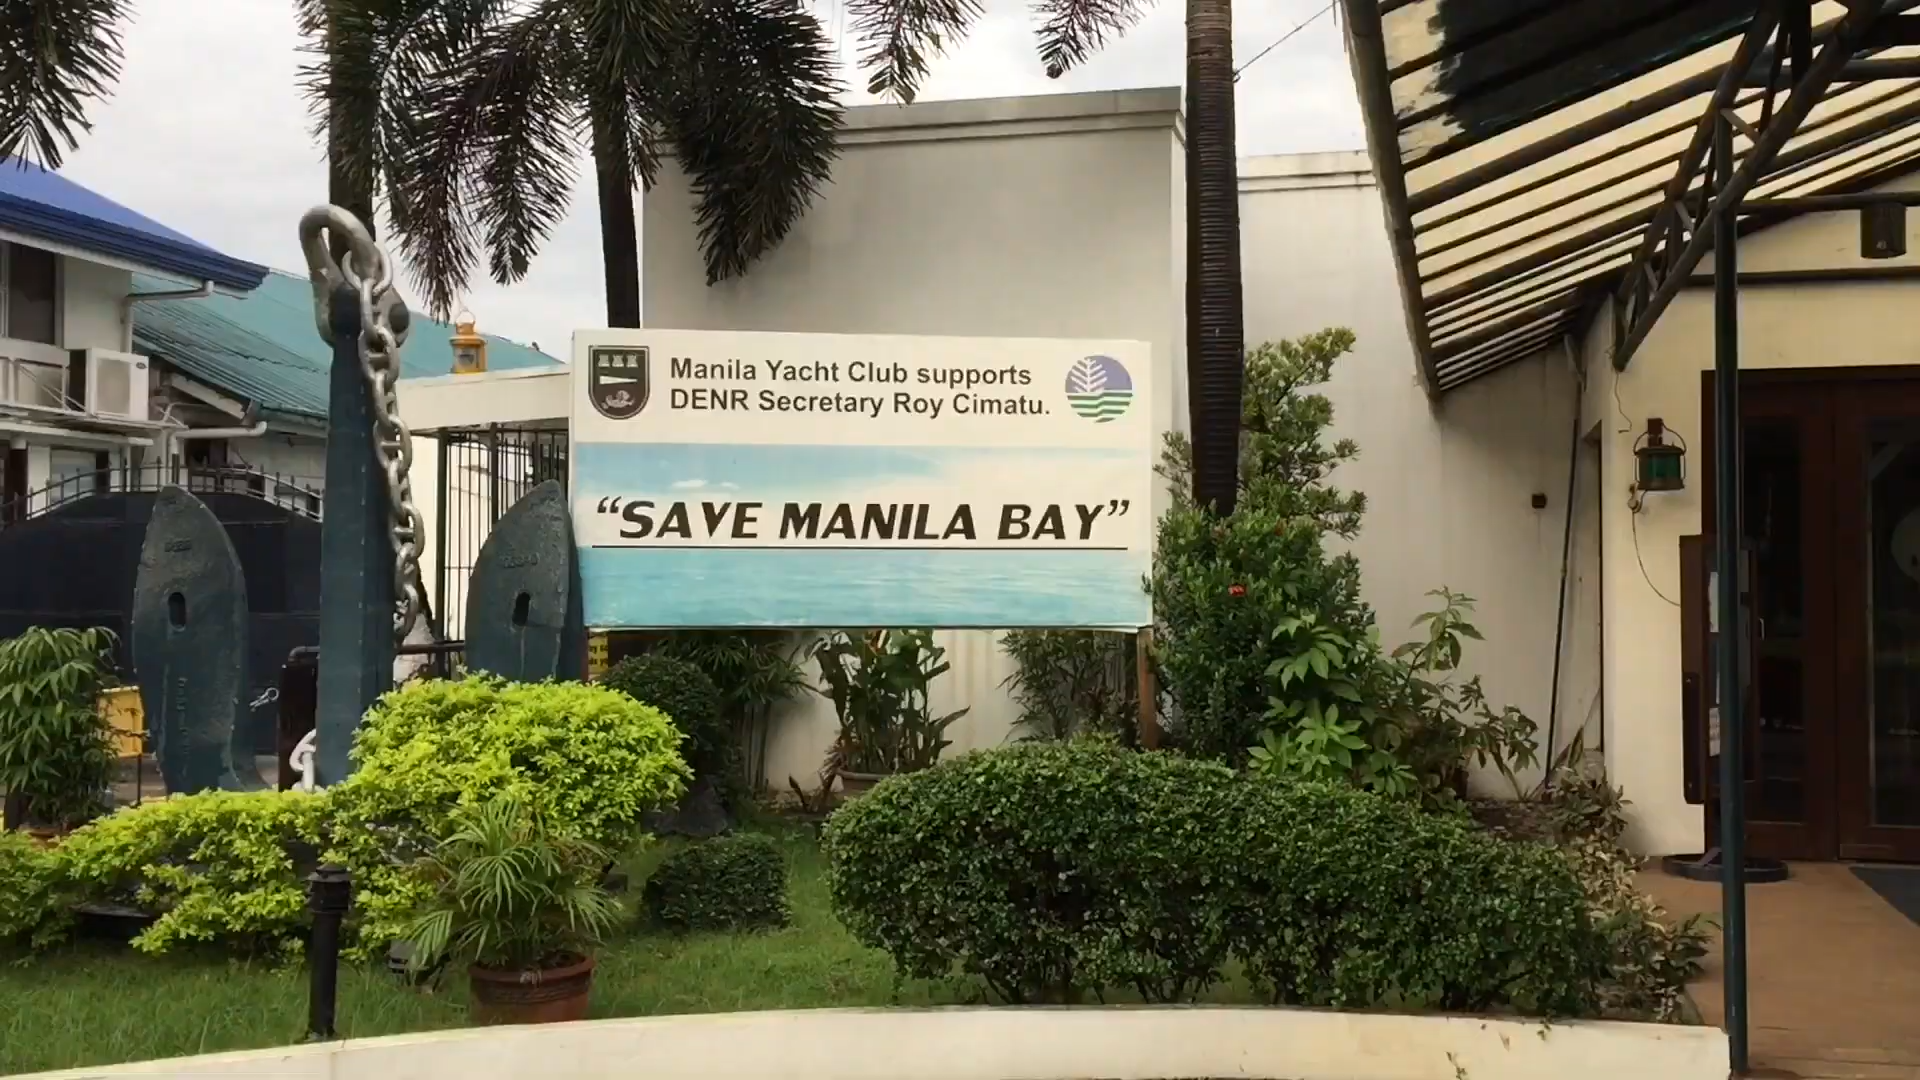 Manila Yacht Club supports
DENR Secretary Roy Cimatu.
“SAVE MANILA BAY”